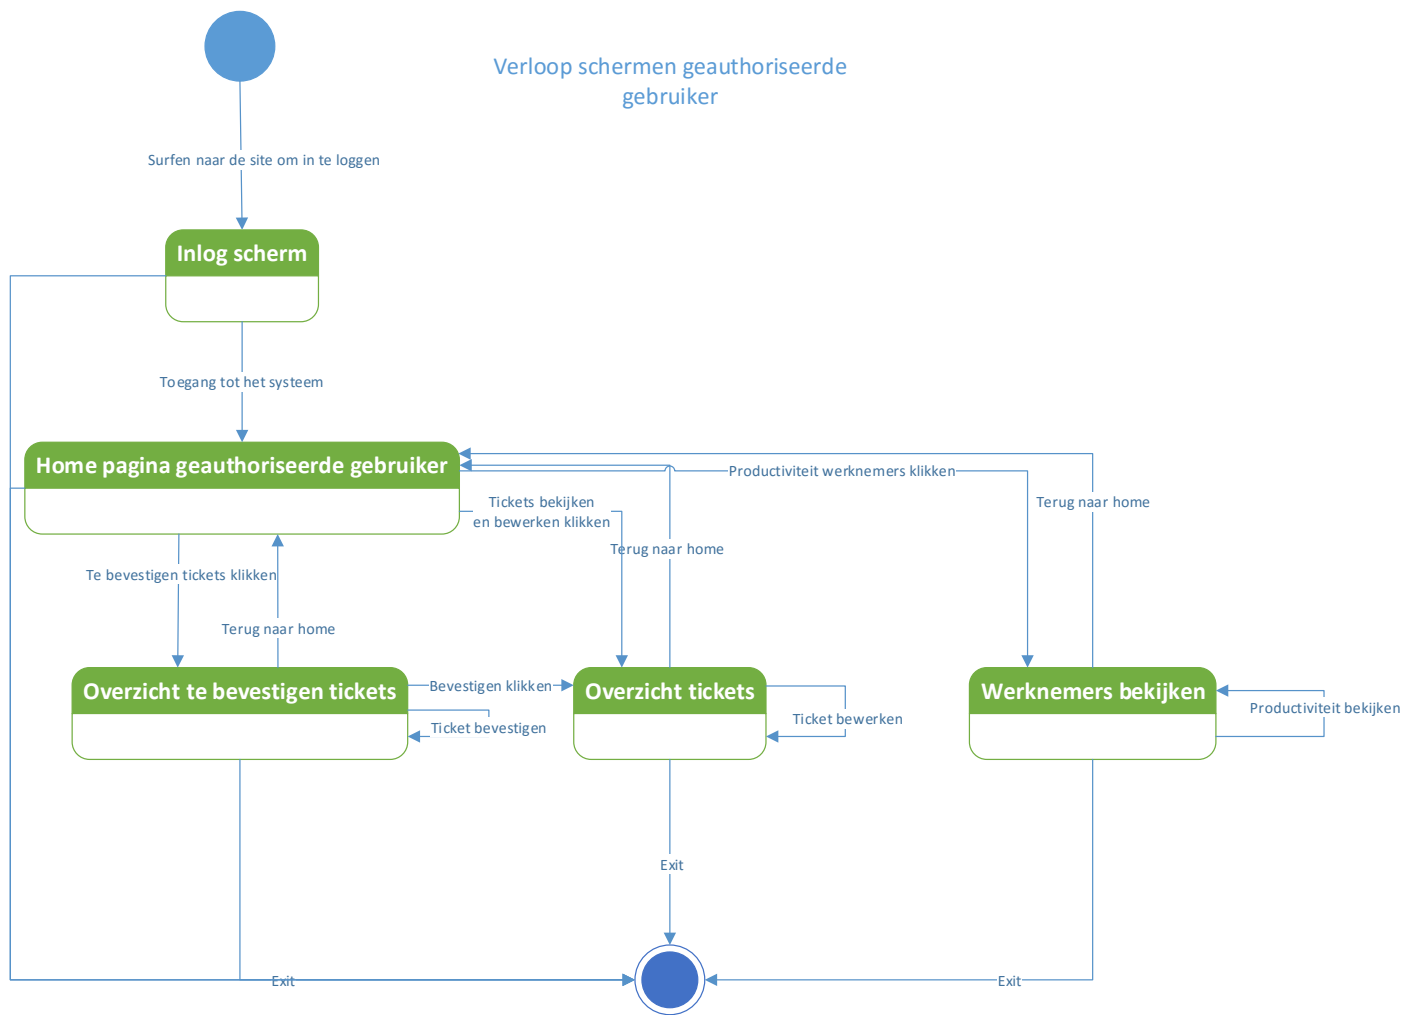 Verloop schermen geauthoriseerde
gebruiker
Surfen naar de site om in te loggen
Inlog scherm
Toegang tot het systeem
Home pagina geauthoriseerde gebruiker
Productiviteit werknemers klikken
Tickets bekijken
en bewerken klikken
Terug naar home
Terug naar home
Te bevestigen tickets klikken
Terug naar home
Overzicht te bevestigen tickets
Bevestigen klikken
Overzicht tickets
Werknemers bekijken
Ticket bevestigen
Ticket bewerken
Productiviteit bekijken
Exit
Exit
Exit